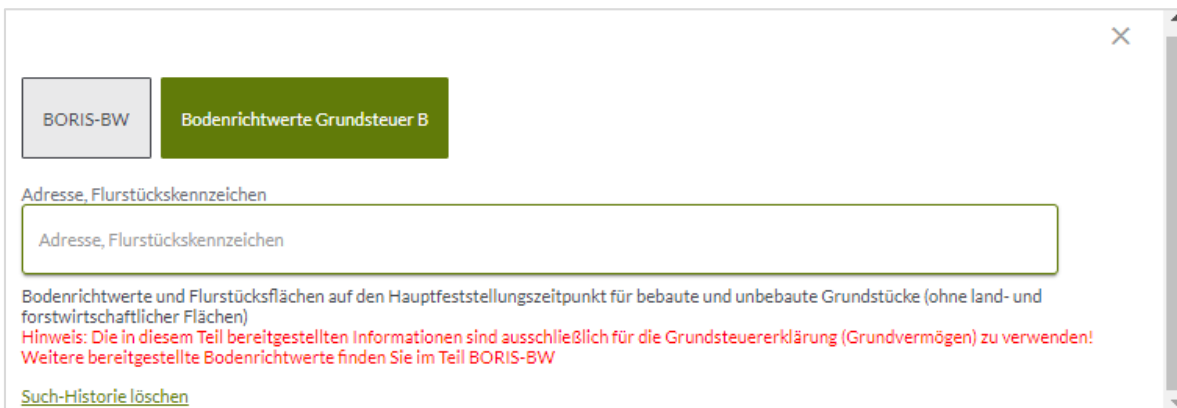 BORIS-BW
Bodenrichtwerte Grundsteuer B
Adresse, Flurstückskennzeichen
Adresse, Flurstückskennzeichen
Bodenrichtwerte und Flurstücksflächen auf den Hauptfeststellungszeitpunkt für bebaute und unbebaute Grundstücke (ohne land- und
forstwirtschaftlicher Flächen)
Hinweis: Die in diesem Teil bereitgestellten Informationen sind ausschließlich für die Grundsteuererklärung (Grundvermögen) zu verwenden!
Weitere bereitgestellte Bodenrichtwerte finden Sie im Teil BORIS-BW
Such-Historie löschen